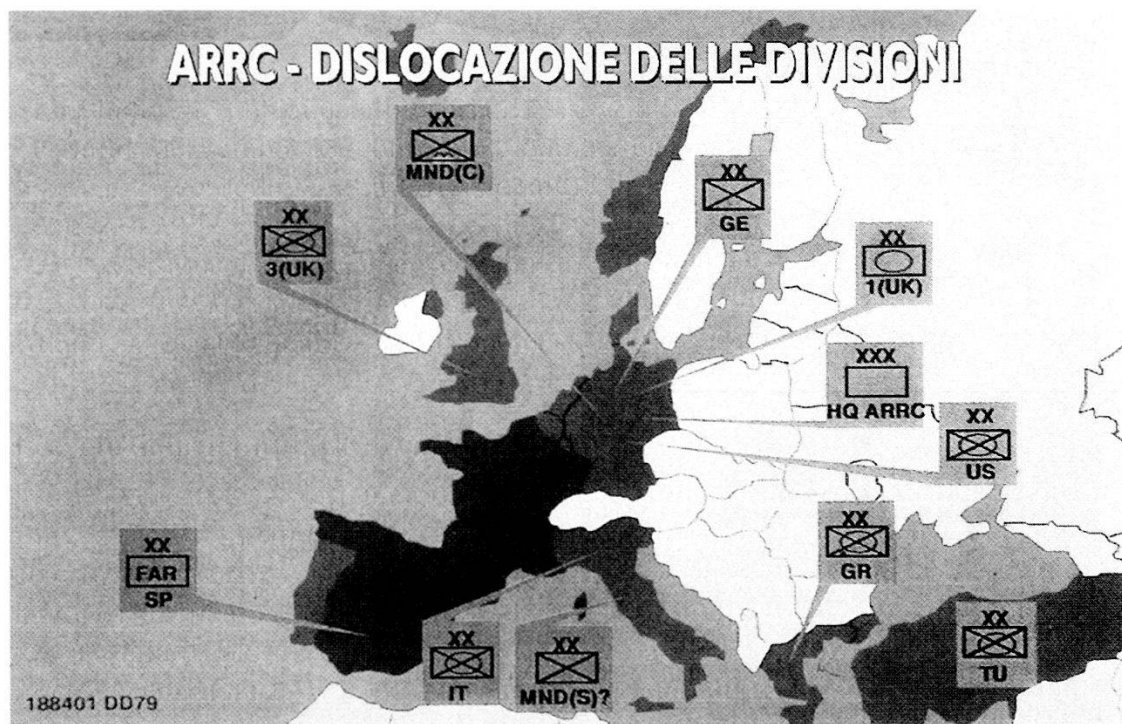 ARRC - DISLOCAZIONE DELLE DIVISIONI
XX
MND(C)
XX
3(UK)
XX
GE
XX
1(UK)
XXX
HQ ARRC
XX
US
XX
GR
XX
FAR
SP
XX
IT
XX
MND(S)?
XX
TU
188401 DD79